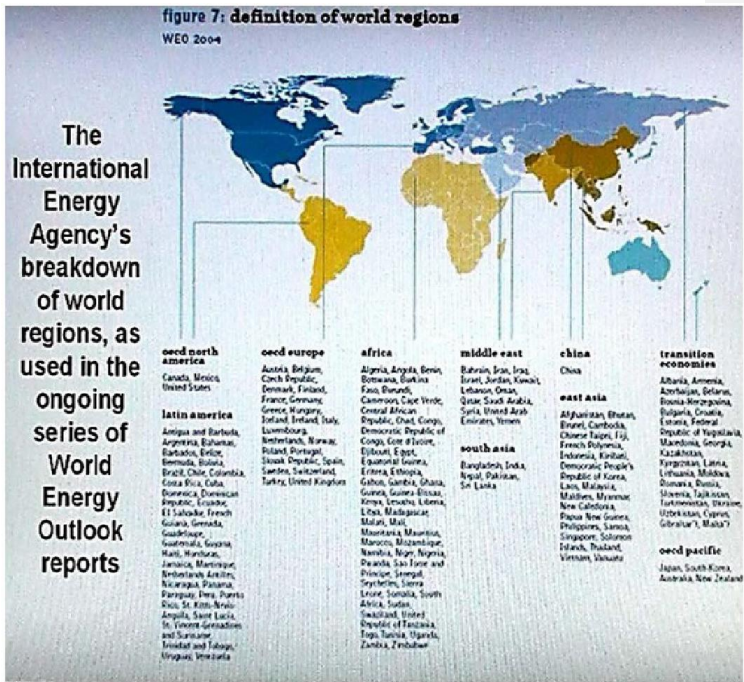 figure 7: definition of world regions
WEO 2004
The
International
Energy
Agency's
breakdown
of world
regions, as
used in the
ongoing
series of
World
Energy
Outlook
reports
oecd north
america
Canada, Mexico,
United States
latin america
Antigua and Barbuda,
Argentina, Bahamas,
Barbados, Belize,
Bermuda, Bolivia,
Brazil, Chile, Colombia,
Costa Rica, Cuba,
Dominica, Dominican
Republic, Ecuador,
El Salvador, French
Guiana, Grenada,
Guadeloupe,
Guatemala, Guyana,
Haiti, Honduras,
Jamaica, Martinique,
Netherlands Antilles,
Nicaragua, Panama,
Paraguay, Peru, Puerto
Rico, St. Kitts-Nevis-
Anguila, Saint Lucia,
St. Vincent-Grenadines
and Suriname,
Trinidad and Tobago,
Uruguay, Venezuela
oecd europe
Austria, Belgium,
Czech Republic,
Denmark, Finland,
France, Germany,
Greece, Hungary,
Iceland, Ireland, Italy,
Luxembourg,
Netherlands, Norway,
Poland, Portugal,
Slovak Republic, Spain,
Sweden, Switzerland,
Turkey, United Kingdom
africa
Algeria, Angola, Benin,
Botswana, Burkina
Faso, Burundi,
Cameroon, Cape Verde,
Central African
Republic, Chad, Congo,
Democratic Republic of
Congo, Cote d'Ivoire,
Djibouti, Egypt,
Equatorial Guinea,
Eritrea, Ethiopia,
Gabon, Gambia, Ghana,
Guinea, Guinea-Bissau,
Kenya, Lesotho, Liberia,
Libya, Madagascar,
Malati, Mali,
Mauritania, Mauritius,
Marocco, Mozambique,
Namibia, Niger, Nigeria,
Rwanda, Sao Tome and
Principe, Senegal,
Seychelles, Sierra
Leone, Somalia, South
Africa, Sudan,
Swaziland, United
Republic of Tanzania,
Togo, Tunisia, Uganda,
Zambia, Zimbabwe
middle east
Bahrain, Iran, Iraq,
Israel, Jordan, Kuwait,
Lebanon, Oman,
Qatar, Saudi Arabia,
Syria, United Arab
Emirates, Yemen
south asia
Bangladesh, India,
Nepal, Pakistan,
Sri Lanka
china
China
east asia
Afghanistan, Bhutan,
Brunei, Cambodia,
Chinese Taipei, Fiji,
French Polynesia,
Indonesia, Kiribati,
Democratic People's
Republic of Korea,
Laos, Malaysia,
Maldives, Myanmar,
New Caledonia,
Papua New Guinea,
Philippines, Samoa,
Singapore, Solomon
Islands, Thailand,
Vietnam, Vanuatu
transition
economies
Albania, Armenia,
Azerbaijan, Belarus,
Bosnia-Herzegovina,
Bulgaria, Croatia,
Estonia, Federal
Republic of Yugoslavia,
Macedonia, Georgia,
Kazakhstan,
Kyrgyzstan, Latvia,
Lithuania, Moldova,
Romania, Russia,
Slovenia, Tajikistan,
Turkmenistan, Ukraine,
Uzbekistan, Cyprus,
Gibraltar*), Malta*)
oecd pacific
Japan, South Korea,
Australia, New Zealand